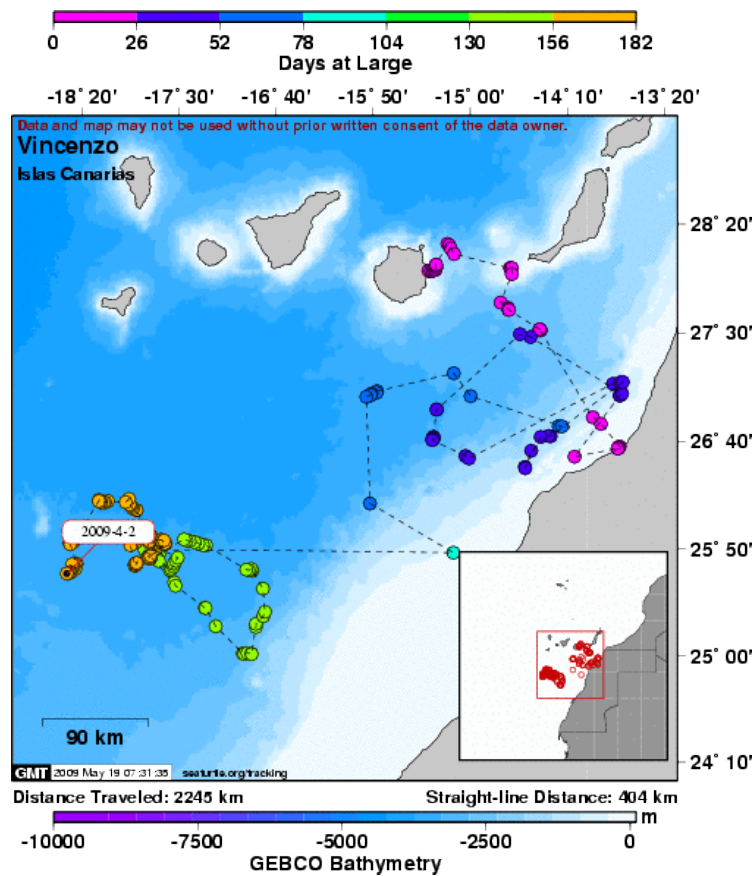 0 26 52 78 104 130 156 182
Days at Large
-18° 20' -17° 30' -16° 40' -15° 50' -15° 00' -14° 10' -13° 20'
Data and map may not be used without prior written consent of the data owner.
Vincenzo
Islas Canarias
28° 20'
27° 30'
26° 40'
2009-4-2
25° 50'
25° 00'
90 km
24° 10'
GMT 2009 May 19 07:31:35 seaturtle.org/tracking
Distance Traveled: 2245 km Straight-line Distance: 404 km
m
-10000 -7500 -5000 -2500 0
GEBCO Bathymetry